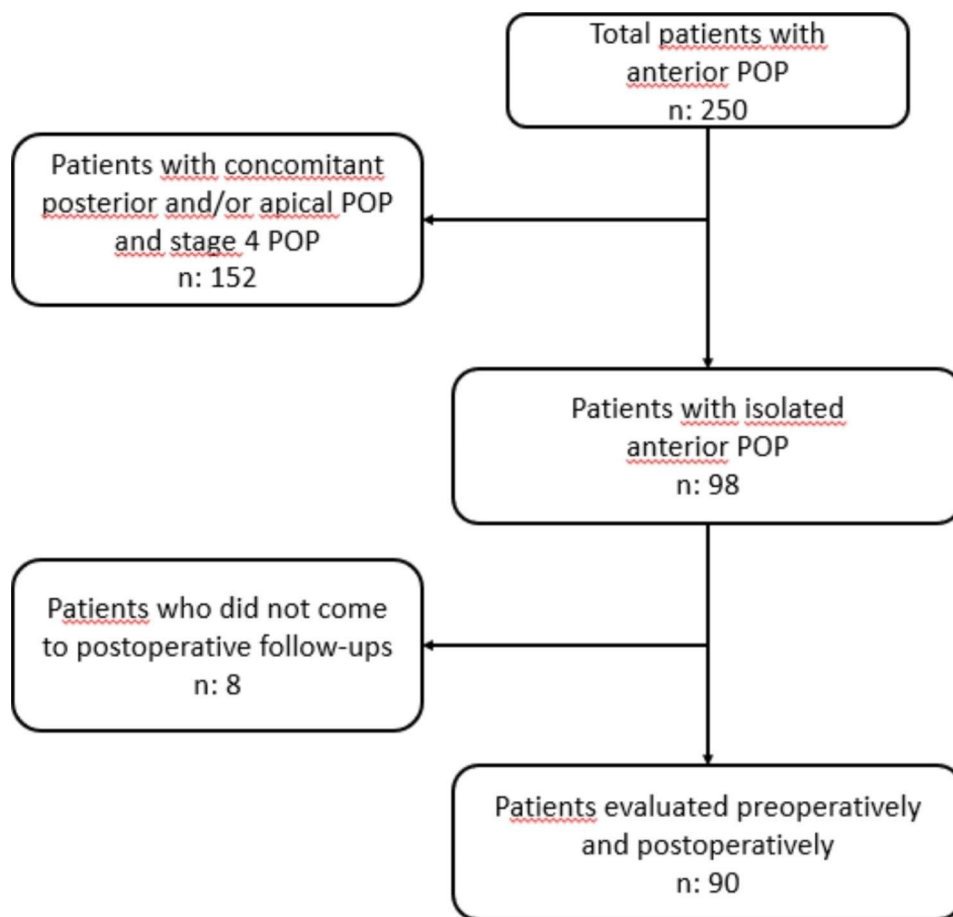 Total patients with
anterior POP
n: 250
Patients with concomitant
posterior and/or apical POP
and stage 4 POP
n: 152
Patients with isolated
anterior POP
n: 98
Patients who did not come
to postoperative follow-ups
n: 8
Patients evaluated preoperatively
and postoperatively
n: 90